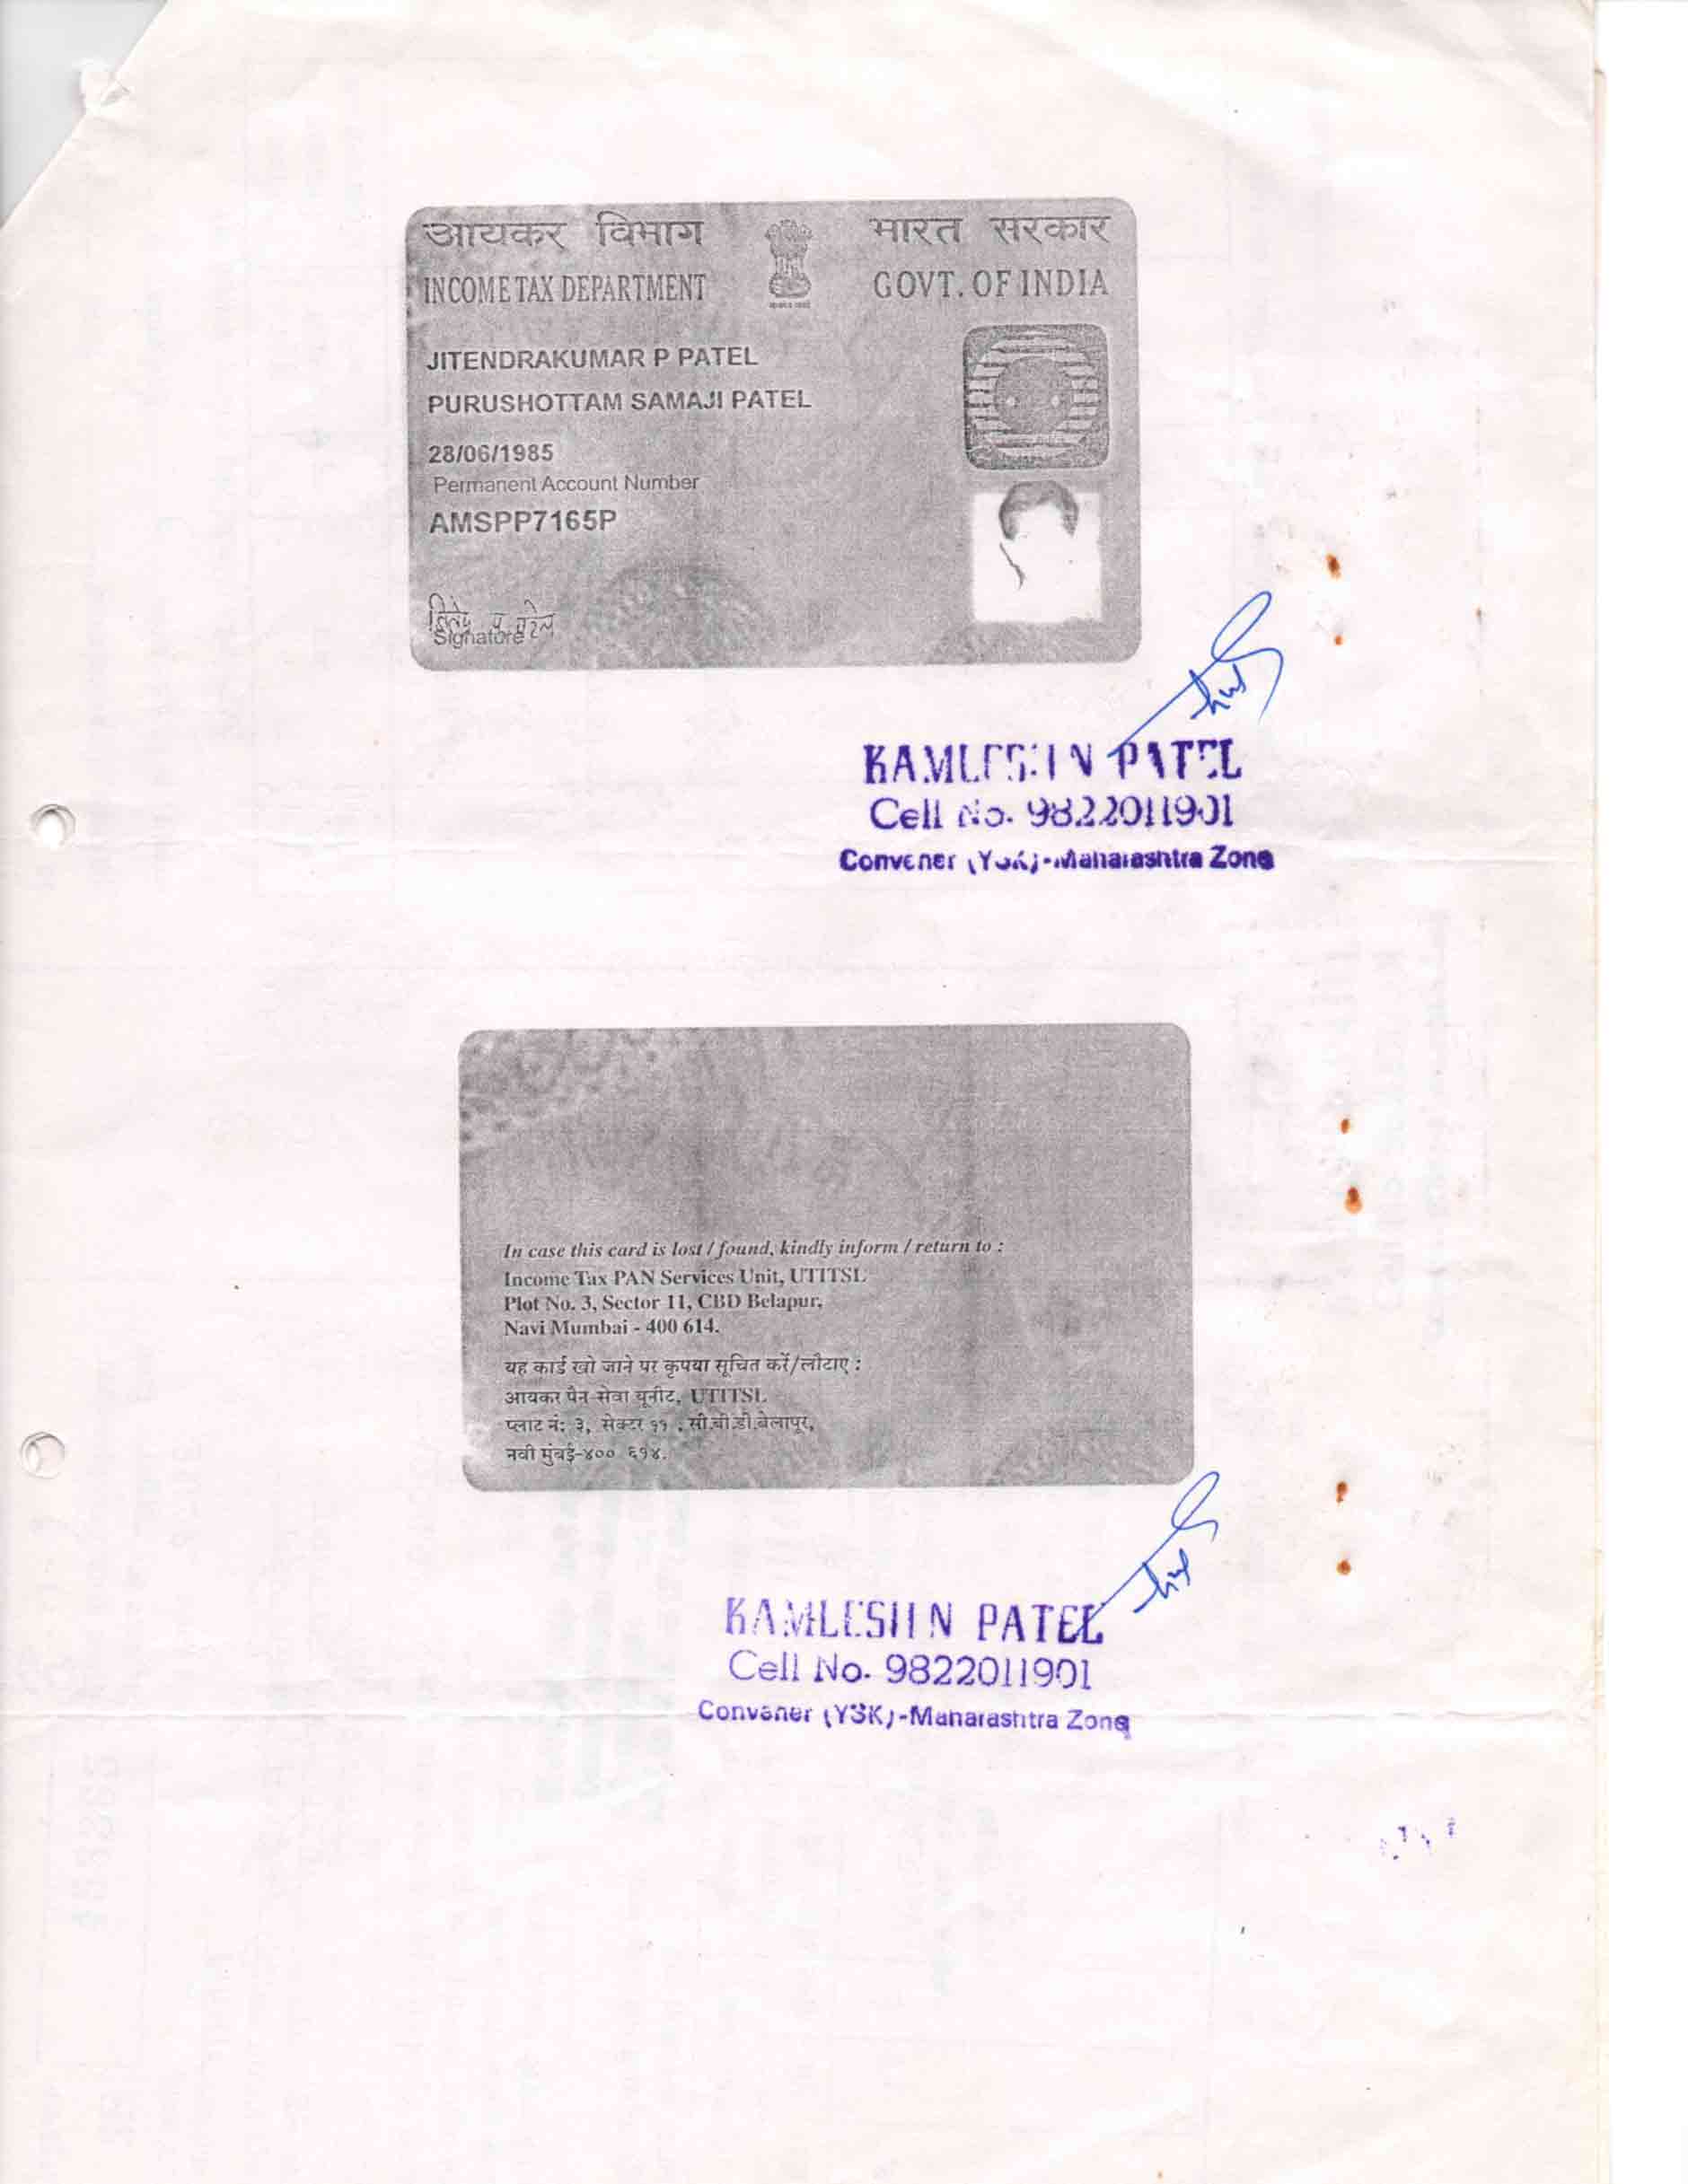 आयकर विभाग
INCOME TAX DEPARTMENT
भारत सरकार
GOVT. OF INDIA
JITENDRAKUMAR P PATEL
PURUSHOTTAM SAMAJI PATEL
28/06/1985
Permanent Account Number
AMSPP7165P
Signature
KAMLESH N PATEL
Cell No. 9822011901
Convener (YSK)-Maharashtra Zone
In case this card is lost / found, kindly inform / return to :
Income Tax PAN Services Unit, UTITSL
Plot No. 3, Sector 11, CBD Belapur,
Navi Mumbai - 400 614.
यह कार्ड खो जाने पर कृपया सूचित करें/लौटाए :
आयकर पैन सेवा यूनीट, UTITSL
प्लाट नं: ३, सेक्टर ११ , सी.बी.डी.बेलापूर,
नवी मुंबई-४०० ६१४.
KAMLESH N PATEL
Cell No. 9822011901
Convener (YSK)-Maharashtra Zone